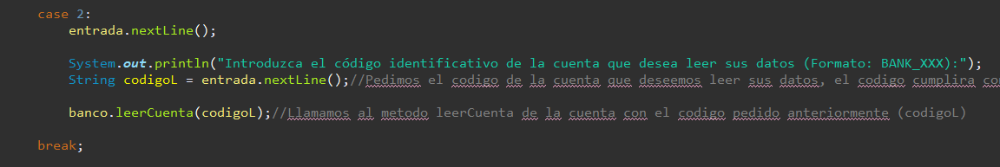 case 2:
entrada.nextLine();
System.out.println("Introduzca el código identificativo de la cuenta que desea leer sus datos (Formato: BANK_XXX):");
String codigoL = entrada.nextLine();//Pedimos el codigo de la cuenta que deseemos leer sus datos, el codigo cumplira
banco.leerCuenta(codigoL);//Llamamos al metodo leerCuenta de la cuenta con el codigo pedido anteriormente (codigoL)
break;